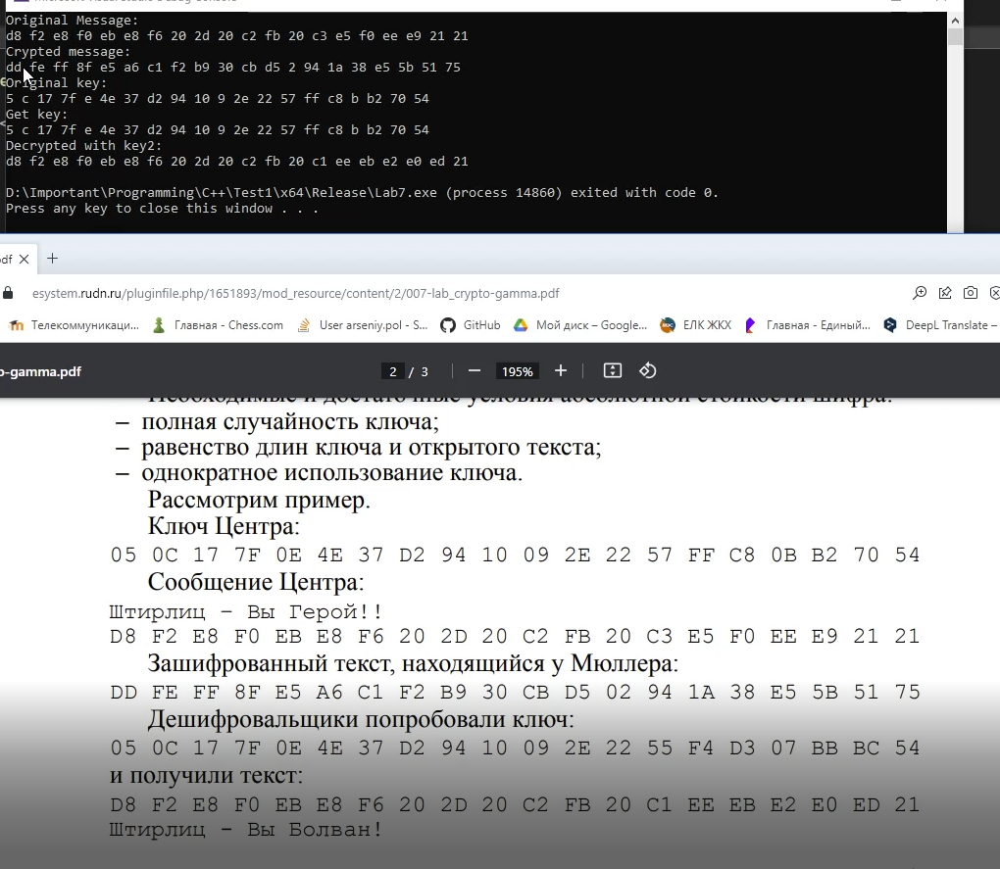 Microsoft Visual Studio Debug Console
Original Message:
d8 f2 e8 f0 eb e8 f6 20 2d 20 c2 fb 20 c3 e5 f0 ee e9 21 21
Crypted message:
dd fe ff 8f e5 a6 c1 f2 b9 30 cb d5 2 94 1a 38 e5 5b 51 75
Original key:
5 c 17 7f e 4e 37 d2 94 10 9 2e 22 57 ff c8 b b2 70 54
Get key:
5 c 17 7f e 4e 37 d2 94 10 9 2e 22 57 ff c8 b b2 70 54
Decrypted with key2:
d8 f2 e8 f0 eb e8 f6 20 2d 20 c2 fb 20 c1 ee eb e2 e0 ed 21
D:\Important\Programming\C++\Test1\x64\Release\Lab7.exe (process 14860) exited with code 0.
Press any key to close this window . . .
df
esystem.rudn.ru/pluginfile.php/1651893/mod_resource/content/2/007-lab_crypto-gamma.pdf
Телекоммуникаци... Главная - Chess.com User arseniy.pol - S... GitHub Мой диск – Google... ЕЛК ЖКХ Главная - Единый... DeepL Translate –
o-gamma.pdf 2 / 3 195%
Необходимые и достаточные условия абсолютной стойкости шифра:
– полная случайность ключа;
– равенство длин ключа и открытого текста;
– однократное использование ключа.
Рассмотрим пример.
Ключ Центра:
05 0C 17 7F 0E 4E 37 D2 94 10 09 2E 22 57 FF C8 0B B2 70 54
Сообщение Центра:
Штирлиц – Вы Герой!!
D8 F2 E8 F0 EB E8 F6 20 2D 20 C2 FB 20 C3 E5 F0 EE E9 21 21
Зашифрованный текст, находящийся у Мюллера:
DD FE FF 8F E5 A6 C1 F2 B9 30 CB D5 02 94 1A 38 E5 5B 51 75
Дешифровальщики попробовали ключ:
05 0C 17 7F 0E 4E 37 D2 94 10 09 2E 22 55 F4 D3 07 BB BC 54
и получили текст:
D8 F2 E8 F0 EB E8 F6 20 2D 20 C2 FB 20 C1 EE EB E2 E0 ED 21
Штирлиц - Вы Болван!